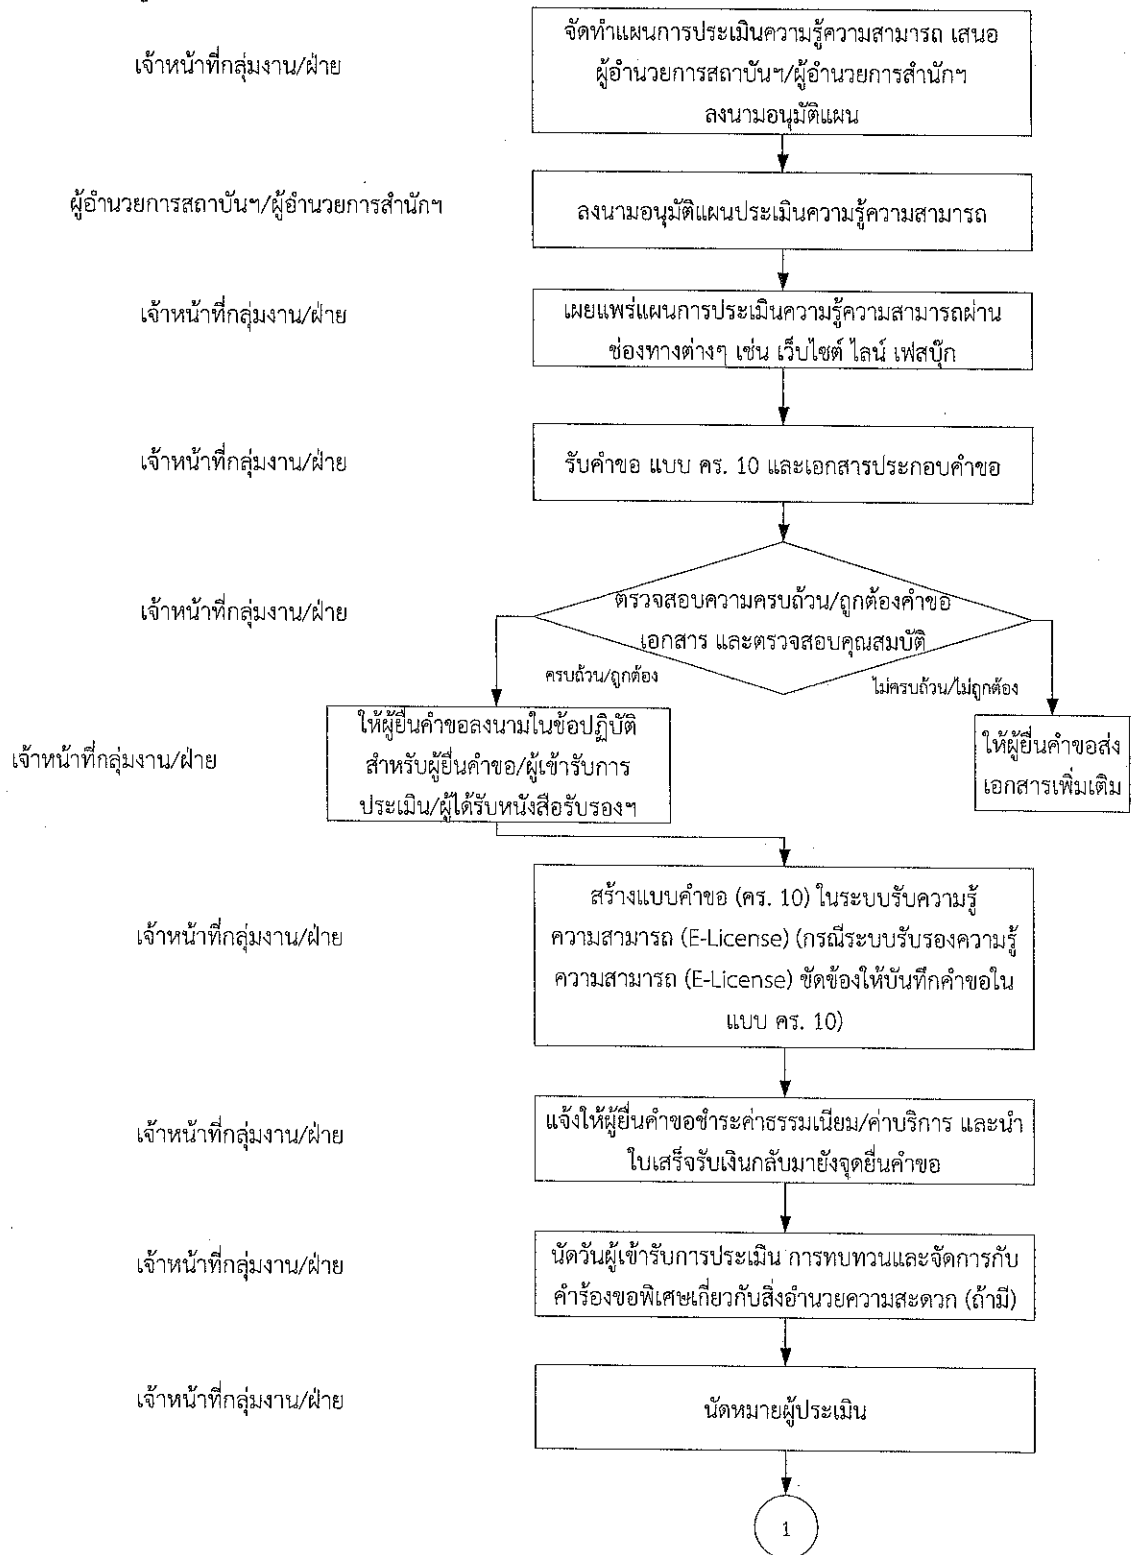 จัดทำแผนการประเมินความรู้ความสามารถ เสนอ
เจ้าหน้าที่กลุ่มงาน/ฝ่าย
ผู้อำนวยการสถาบันฯ/ผู้อำนวยการสำนักฯ
ลงนามอนุมัติแผน
ผู้อำนวยการสถาบันฯ/ผู้อำนวยการสำนักฯ
ลงนามอนุมัติแผนประเมินความรู้ความสามารถ
เจ้าหน้าที่กลุ่มงาน/ฝ่าย
เผยแพร่แผนการประเมินความรู้ความสามารถผ่าน
ช่องทางต่างๆ เช่น เว็บไซต์ ไลน์ เฟสบุ๊ก
เจ้าหน้าที่กลุ่มงาน/ฝ่าย
รับคำขอ แบบ คร. 10 และเอกสารประกอบคำขอ
เจ้าหน้าที่กลุ่มงาน/ฝ่าย
ตรวจสอบความครบถ้วน/ถูกต้องคำขอ
เอกสาร และตรวจสอบคุณสมบัติ
ครบถ้วน/ถูกต้อง
ไม่ครบถ้วน/ไม่ถูกต้อง
เจ้าหน้าที่กลุ่มงาน/ฝ่าย
ให้ผู้ยื่นคำขอลงนามในข้อปฏิบัติ
สำหรับผู้ยื่นคำขอ/ผู้เข้ารับการ
ประเมิน/ผู้ได้รับหนังสือรับรองฯ
ให้ผู้ยื่นคำขอส่ง
เอกสารเพิ่มเติม
เจ้าหน้าที่กลุ่มงาน/ฝ่าย
สร้างแบบคำขอ (คร. 10) ในระบบรับความรู้
ความสามารถ (E-License) (กรณีระบบรับรองความรู้
ความสามารถ (E-License) ขัดข้องให้บันทึกคำขอใน
แบบ คร. 10)
เจ้าหน้าที่กลุ่มงาน/ฝ่าย
แจ้งให้ผู้ยื่นคำขอชำระค่าธรรมเนียม/ค่าบริการ และนำ
ใบเสร็จรับเงินกลับมายังจุดยื่นคำขอ
เจ้าหน้าที่กลุ่มงาน/ฝ่าย
นัดวันผู้เข้ารับการประเมิน การทบทวนและจัดการกับ
คำร้องขอพิเศษเกี่ยวกับสิ่งอำนวยความสะดวก (ถ้ามี)
เจ้าหน้าที่กลุ่มงาน/ฝ่าย
นัดหมายผู้ประเมิน
1